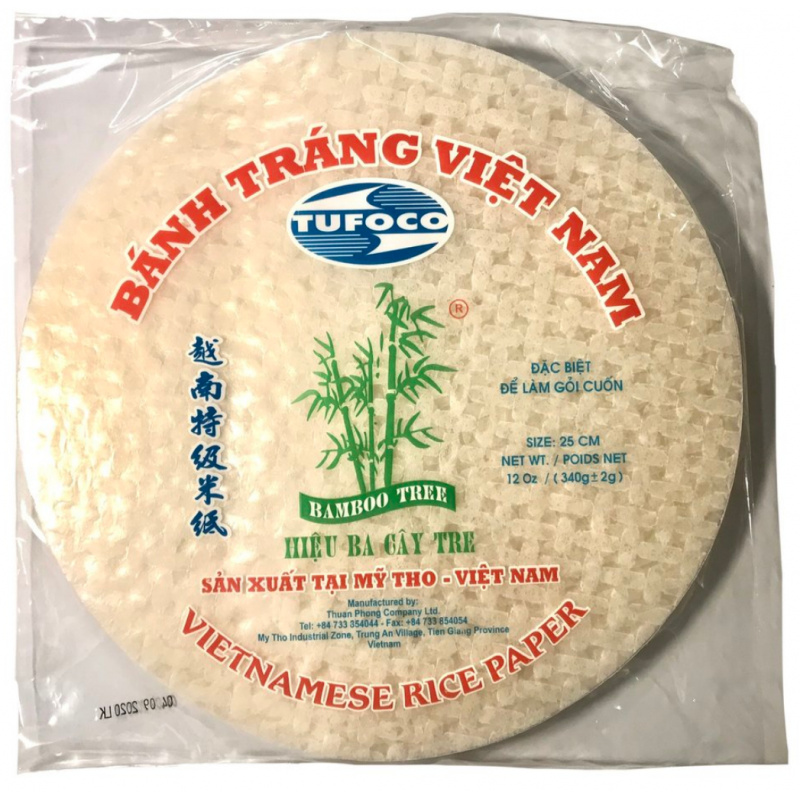 BÁNH TRÁNG VIỆT NAM
TUFOCO
®
越南特级米纸
ĐẶC BIỆT
ĐỂ LÀM GỎI CUỐN
SIZE: 25 CM
NET WT. / POIDS NET
12 Oz / ( 340g ± 2g )
BAMBOO TREE
HIỆU BA CÂY TRE
SẢN XUẤT TẠI MỸ THO - VIỆT NAM
Manufactured by:
Thuan Phong Company Ltd.
Tel: +84 733 854044 - Fax: +84 733 854054
My Tho Industrial Zone, Trung An Village, Tien Giang Province
Vietnam
VIETNAMESE RICE PAPER
04 09 2020 LK